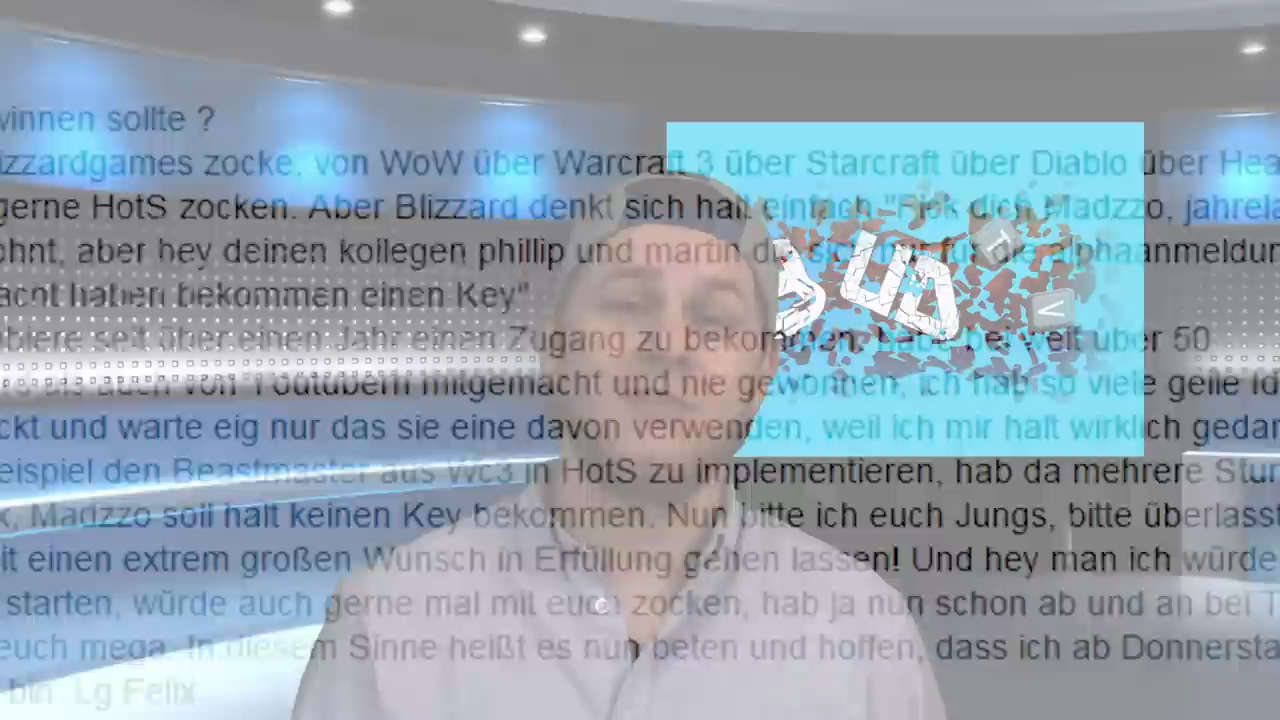 winnen sollte ?
izzardgames zocke, von WoW über Warcraft 3 über Starcraft über Diablo über Hea
gerne HotS zocken. Aber Blizzard denkt sich halt einfach dich Madzzo, jahrela
ohnt, aber hey deinen kollegen phillip und martin die alphaanmeldun
acht haben bekommen einen Key"
biere seit über einen Jahr einen Zugang zu bekommen, habe bei weit über 50
als auch von Youtubern mitgemacht und nie gewonnen, ich hab so viele geile Id
ckt und warte eig nur das sie eine davon verwenden, weil ich mir halt wirklich gedan
eispiel den Beastmaster aus Wc3 in HotS zu implementieren, hab da mehrere Stun
k, Madzzo soll halt keinen Key bekommen. Nun bitte ich euch Jungs, bitte überlasst
it einen extrem großen Wunsch in Erfüllung gehen lassen! Und hey man ich würde
starten, würde auch gerne mal mit euch zocken, hab ja nun schon ab und an bei T
euch mega. In diesem Sinne heißt es nun beten und hoffen, dass ich ab Donnersta
bin Lg Felix
T
V